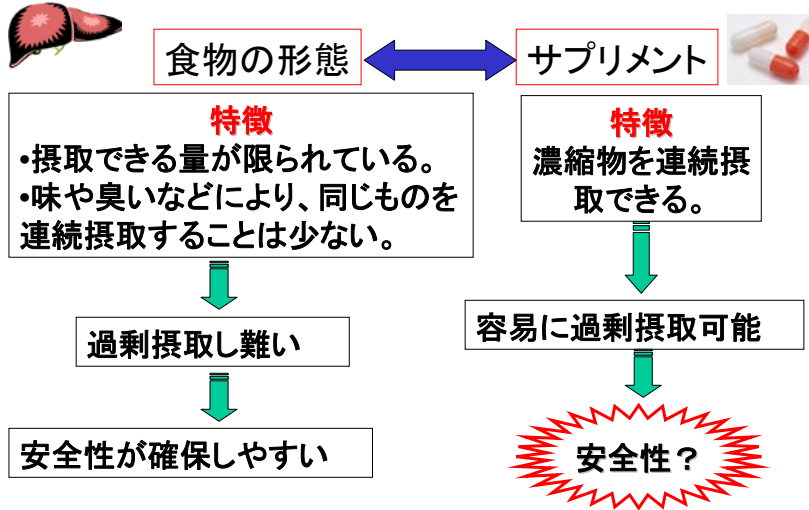 食物の形態
サプリメント
特徴
•摂取できる量が限られている。
•味や臭いなどにより、同じものを
連続摂取することは少ない。
過剰摂取し難い
安全性が確保しやすい
特徴
濃縮物を連続摂
取できる。
容易に過剰摂取可能
安全性？